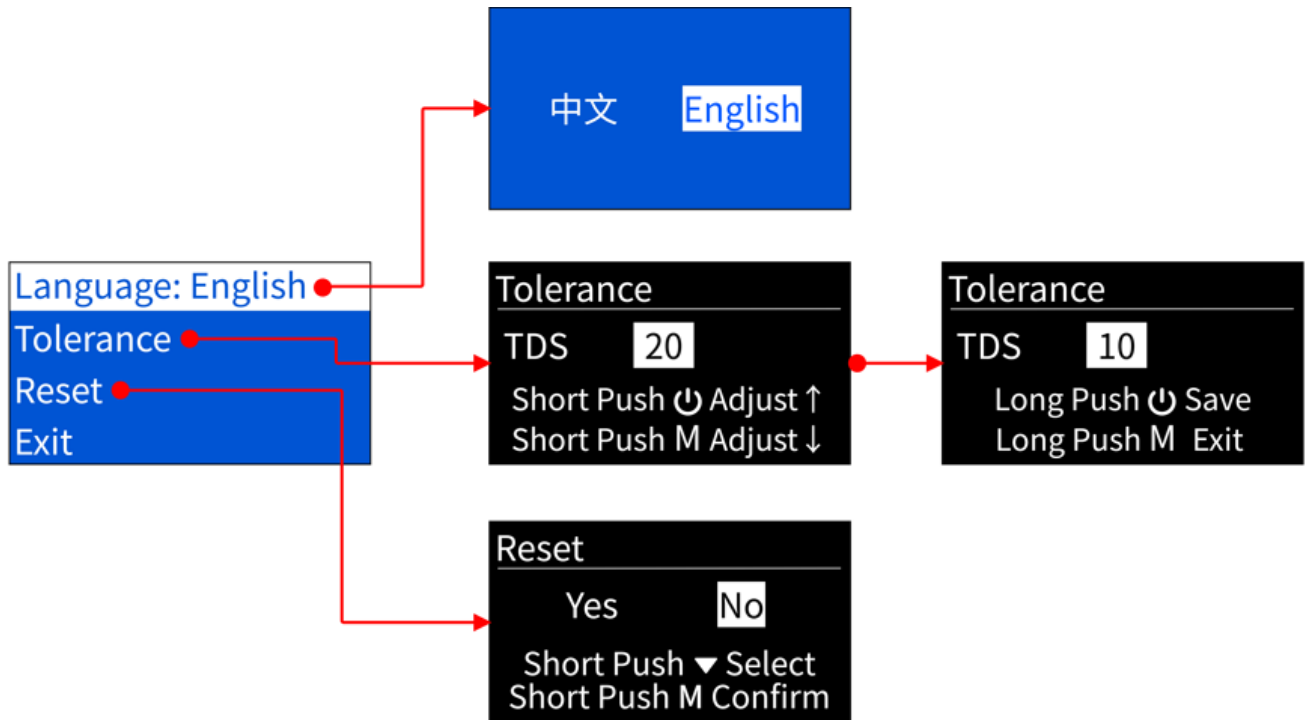 中文 English
Language: English
Tolerance
Reset
Exit
Tolerance
TDS 20
Short Push ⏻ Adjust ↑
Short Push M Adjust ↓
Tolerance
TDS 10
Long Push ⏻ Save
Long Push M Exit
Reset
Yes No
Short Push ▼ Select
Short Push M Confirm